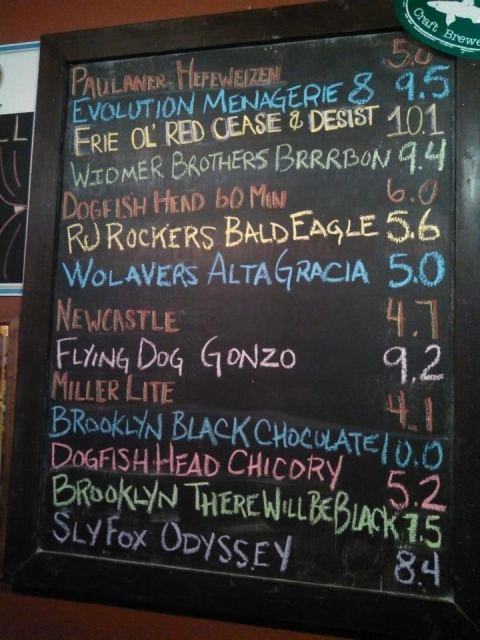 Craft Brewe
PAULANER HEFEWEIZEN 5.0
EVOLUTION MENAGERIE 8 9.5
ERIE OL' RED CEASE & DESIST 10.1
WIDMER BROTHERS BRRRBON 9.4
DOGFISH HEAD 60 MIN 6.0
RJ ROCKERS BALD EAGLE 5.6
WOLAVERS ALTA GRACIA 5.0
NEWCASTLE 4.7
FLYING DOG GONZO 9.2
MILLER LITE 4.1
BROOKLYN BLACK CHOCOLATE 10.0
DOGFISH HEAD CHICORY 5.2
BROOKLYN THERE WILL BE BLACK 7.5
SLY FOX ODYSSEY 8.4